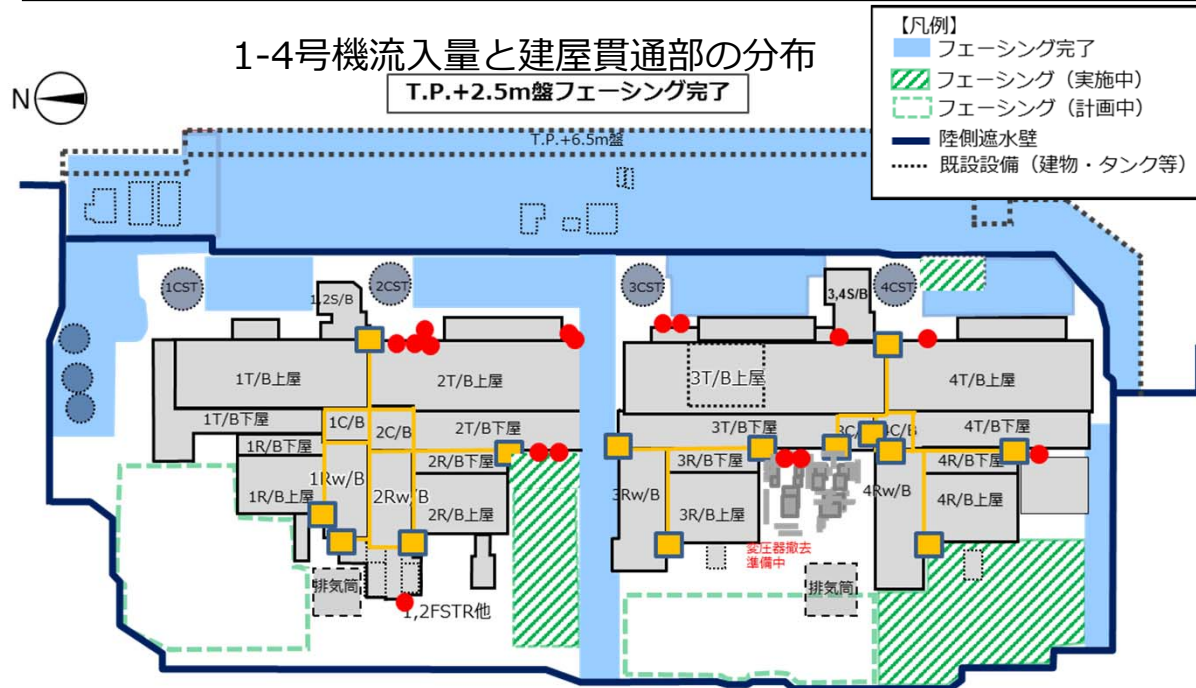 1-4号機流入量と建屋貫通部の分布
T.P.+2.5m盤フェーシング完了
【凡例】
フェーシング完了
フェーシング（実施中）
フェーシング（計画中）
陸側遮水壁
既設設備（建物・タンク等）
N
T.P.+6.5m盤
1CST
1,2S/B
2CST
3CST
3,4S/B
4CST
1T/B上屋
2T/B上屋
3T/B上屋
4T/B上屋
1T/B下屋
1C/B
2C/B
2T/B下屋
3T/B下屋
4T/B下屋
1R/B下屋
2R/B下屋
3R/B下屋
4R/B下屋
1Rw/B
2Rw/B
3Rw/B
4Rw/B
1R/B上屋
2R/B上屋
3R/B上屋
4R/B上屋
変圧器撤去
準備中
排気筒
排気筒
1,2FSTR他